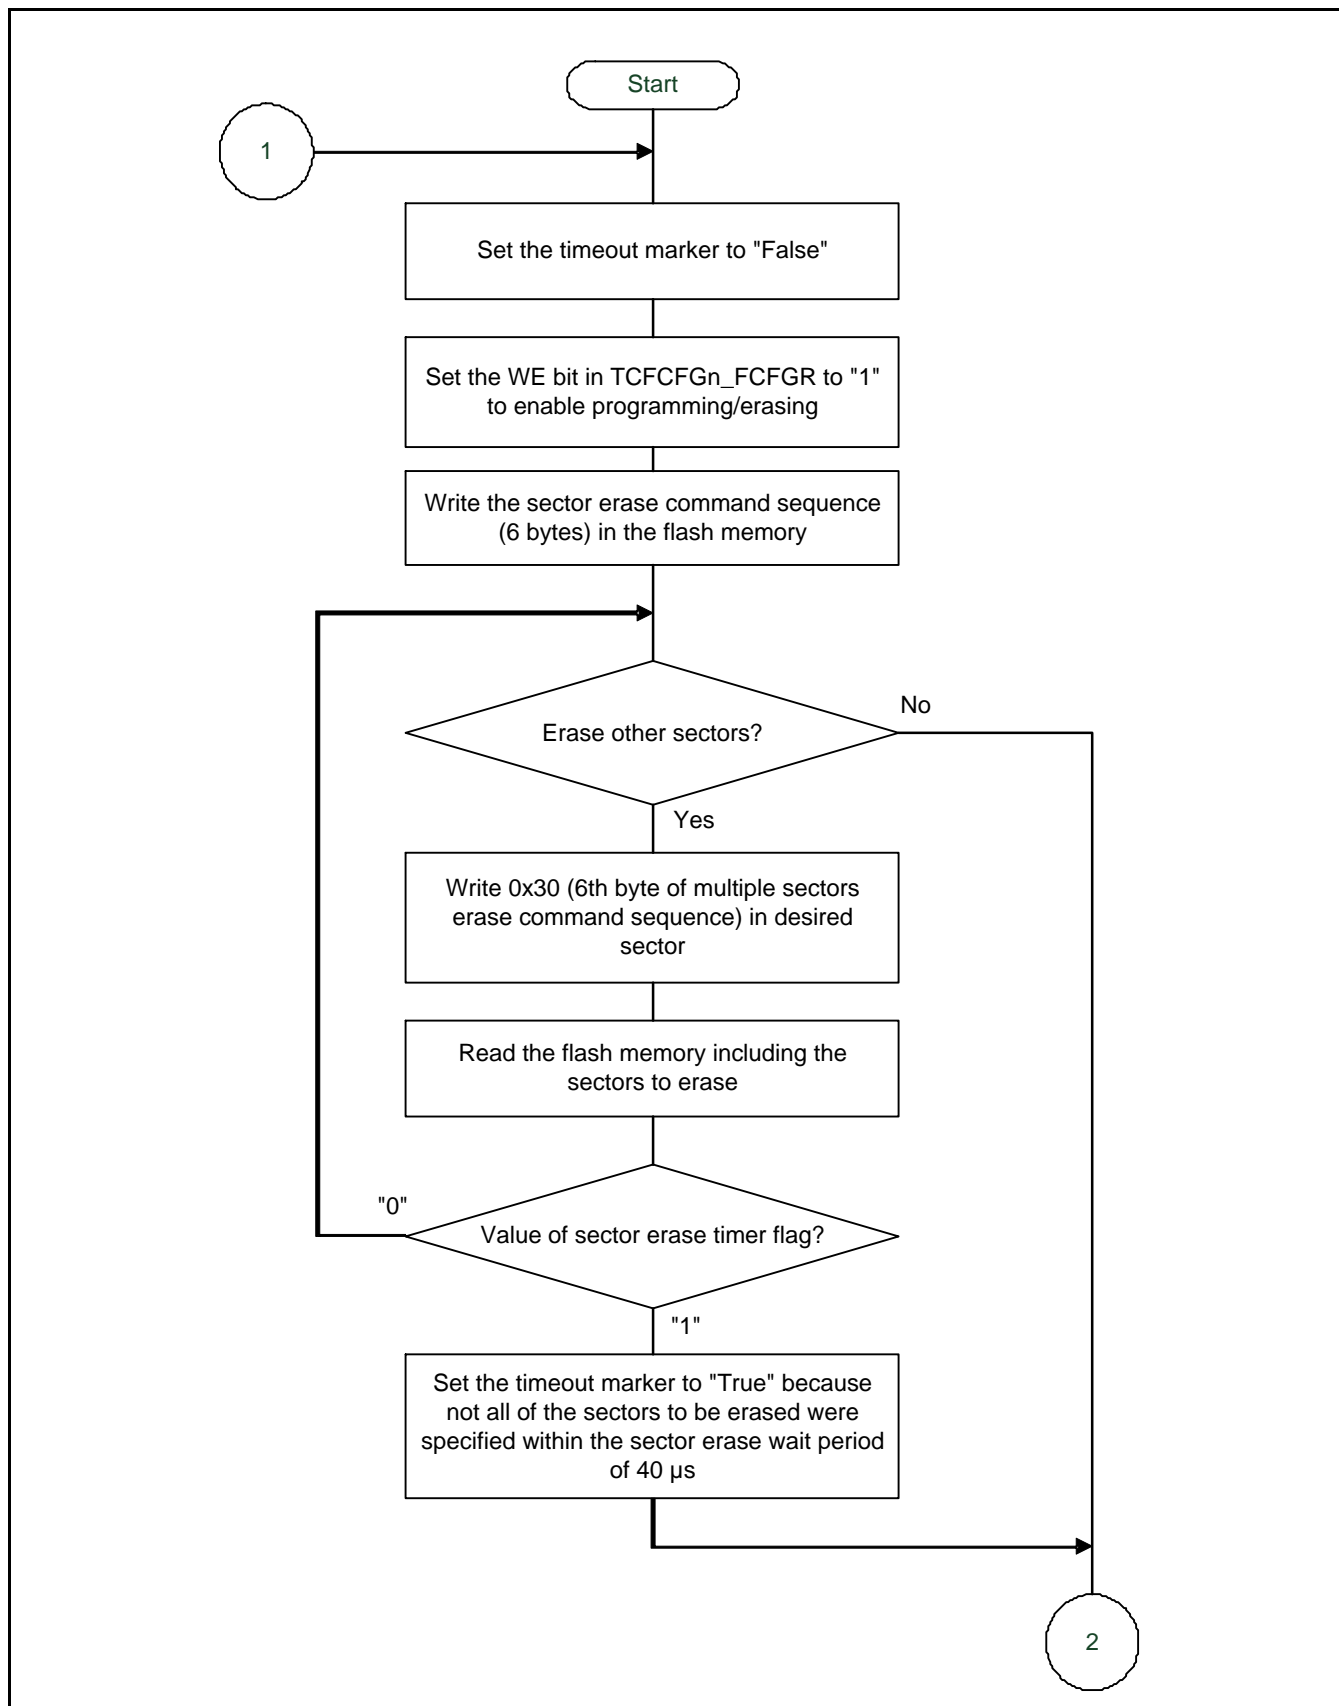 Start
1
Set the timeout marker to "False"
Set the WE bit in TCFCFGn_FCFGR to "1"
to enable programming/erasing
Write the sector erase command sequence
(6 bytes) in the flash memory
No
Erase other sectors?
Yes
Write 0x30 (6th byte of multiple sectors
erase command sequence) in desired
sector
Read the flash memory including the
sectors to erase
"0"
Value of sector erase timer flag?
"1"
Set the timeout marker to "True" because
not all of the sectors to be erased were
specified within the sector erase wait period
of 40 µs
2